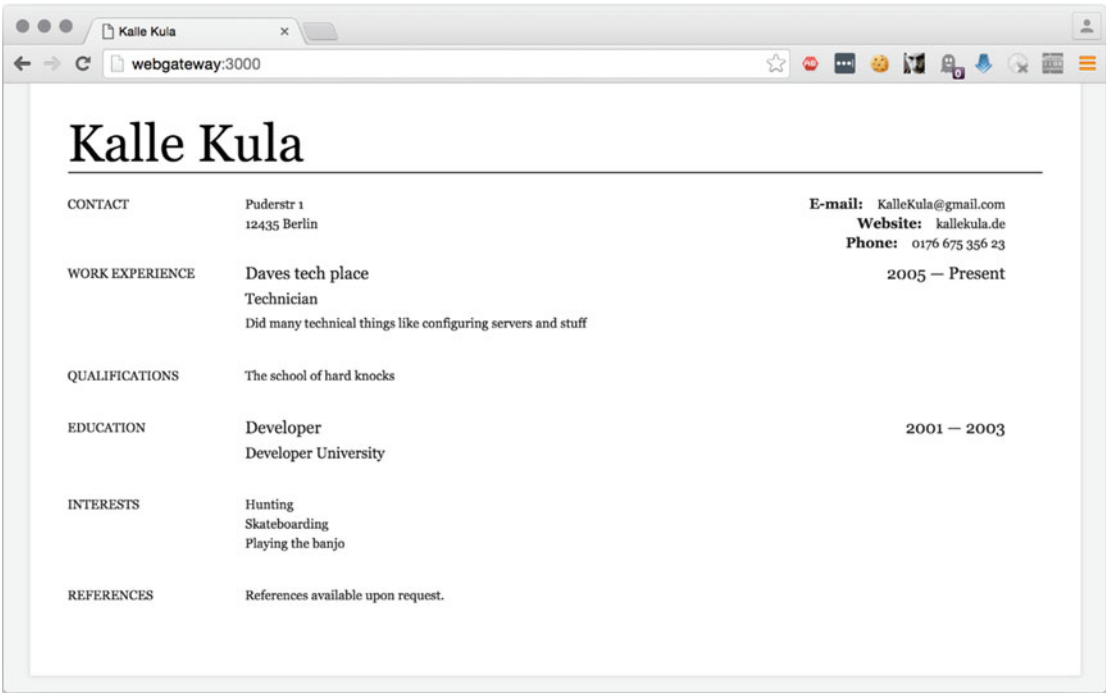 Kalle Kula
webgateway:3000
0
Kalle Kula
CONTACT
Puderstr 1
12435 Berlin
E-mail: KalleKula@gmail.com
Website: kallekula.de
Phone: 0176 675 356 23
WORK EXPERIENCE
Daves tech place
2005 — Present
Technician
Did many technical things like configuring servers and stuff
QUALIFICATIONS
The school of hard knocks
EDUCATION
Developer
2001 — 2003
Developer University
INTERESTS
Hunting
Skateboarding
Playing the banjo
REFERENCES
References available upon request.